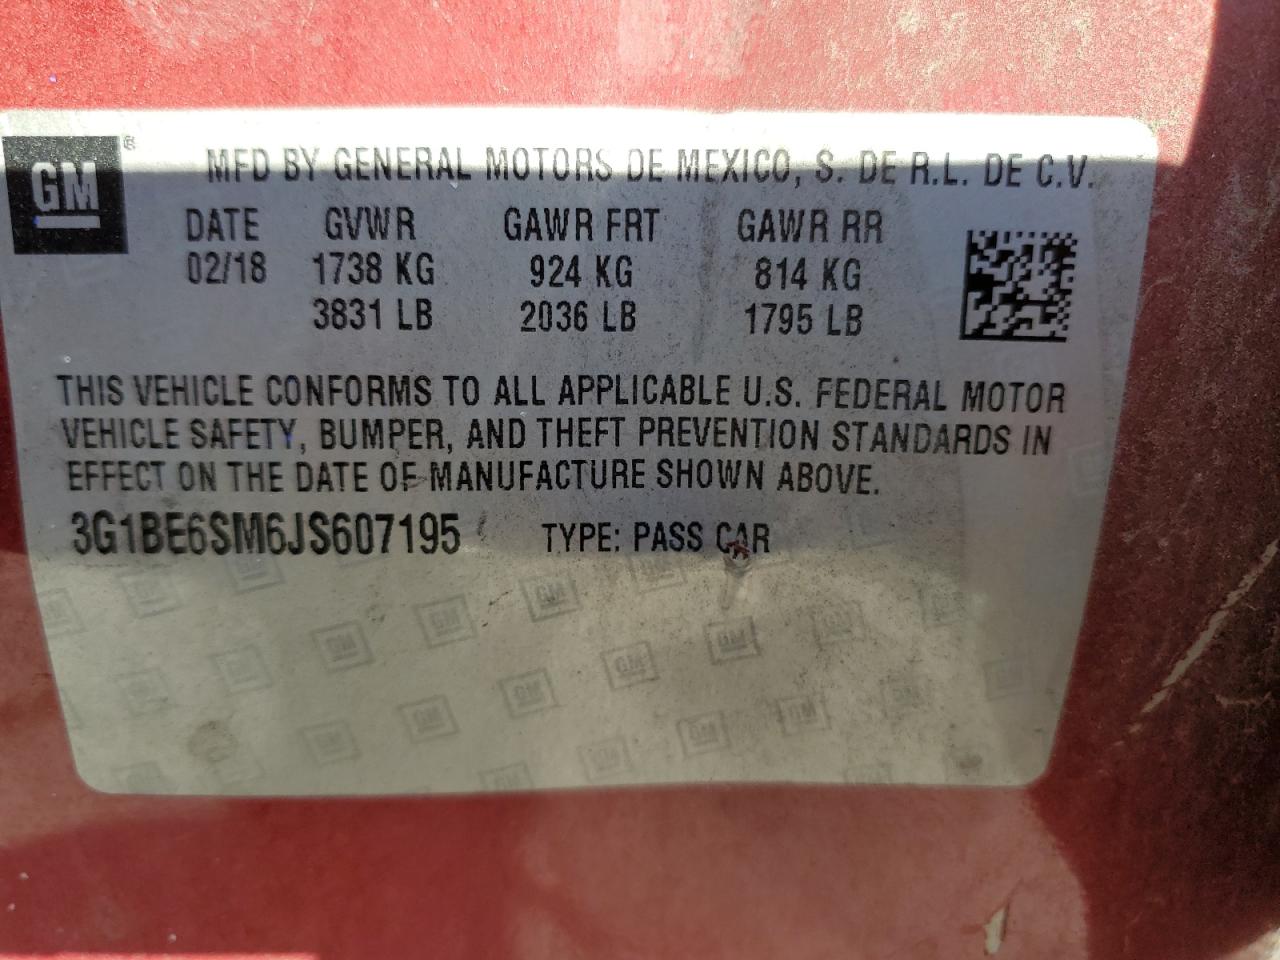 GM®
MFD BY GENERAL MOTORS DE MEXICO, S. DE R.L. DE C.V.
DATE GVWR GAWR FRT GAWR RR
02/18 1738 KG 924 KG 814 KG
3831 LB 2036 LB 1795 LB
THIS VEHICLE CONFORMS TO ALL APPLICABLE U.S. FEDERAL MOTOR
VEHICLE SAFETY, BUMPER, AND THEFT PREVENTION STANDARDS IN
EFFECT ON THE DATE OF MANUFACTURE SHOWN ABOVE.
3G1BE6SM6JS607195 TYPE: PASS CAR